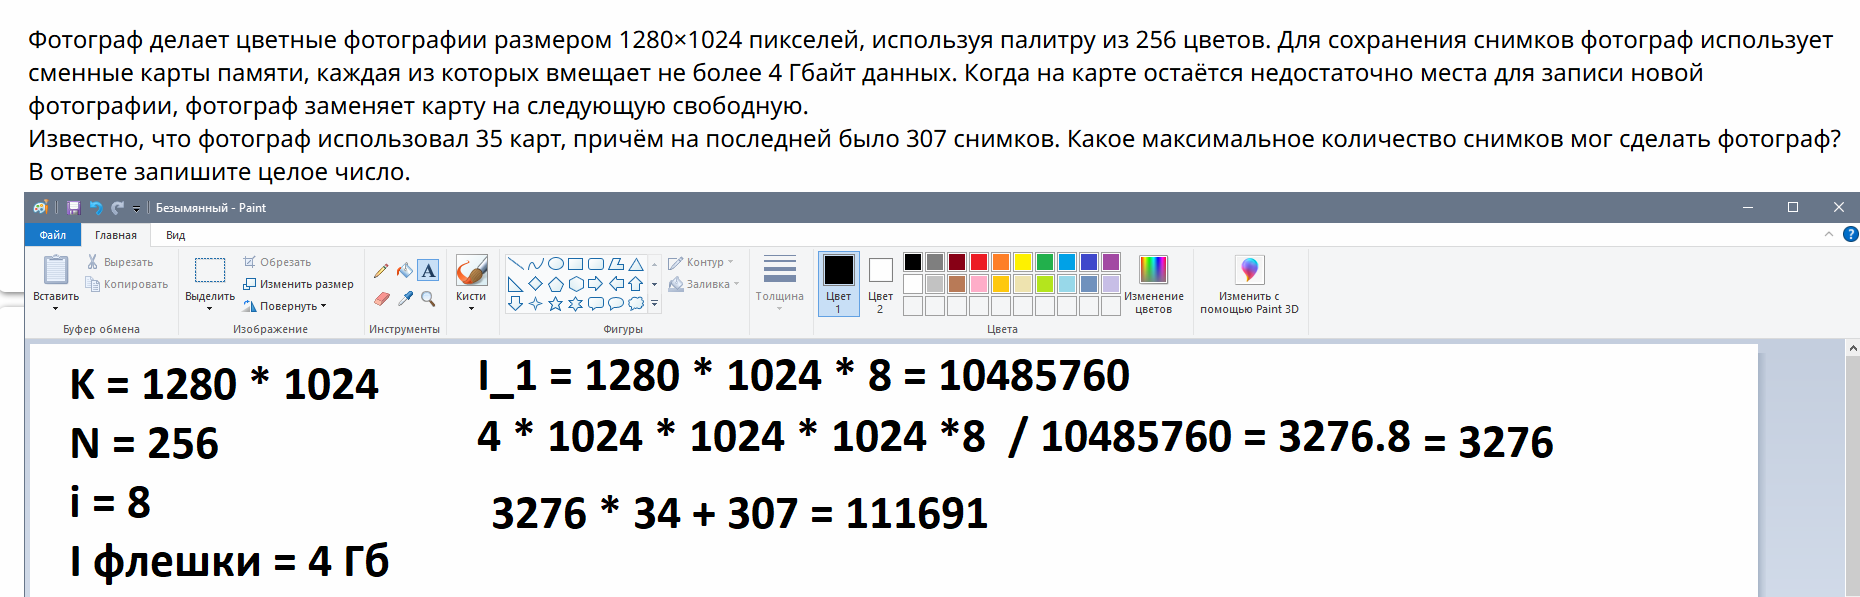 Фотограф делает цветные фотографии размером 1280×1024 пикселей, используя палитру из 256 цветов. Для сохранения снимков фотограф использует
сменные карты памяти, каждая из которых вмещает не более 4 Гбайт данных. Когда на карте остаётся недостаточно места для записи новой
фотографии, фотограф заменяет карту на следующую свободную.
Известно, что фотограф использовал 35 карт, причём на последней было 307 снимков. Какое максимальное количество снимков мог сделать фотограф?
В ответе запишите целое число.
Безымянный - Paint
Файл Главная Вид
Вставить
Вырезать
Копировать
Буфер обмена
Выделить
Обрезать
Изменить размер
Повернуть
Изображение
A
Инструменты
Кисти
Контур
Заливка
Фигуры
Толщина
Цвет
1
Цвет
2
Изменение
цветов
Цвета
Изменить с
помощью Paint 3D
?
K = 1280 * 1024
N = 256
i = 8
I флешки = 4 Гб
I_1 = 1280 * 1024 * 8 = 10485760
4 * 1024 * 1024 * 1024 *8 / 10485760 = 3276.8 = 3276
3276 * 34 + 307 = 111691